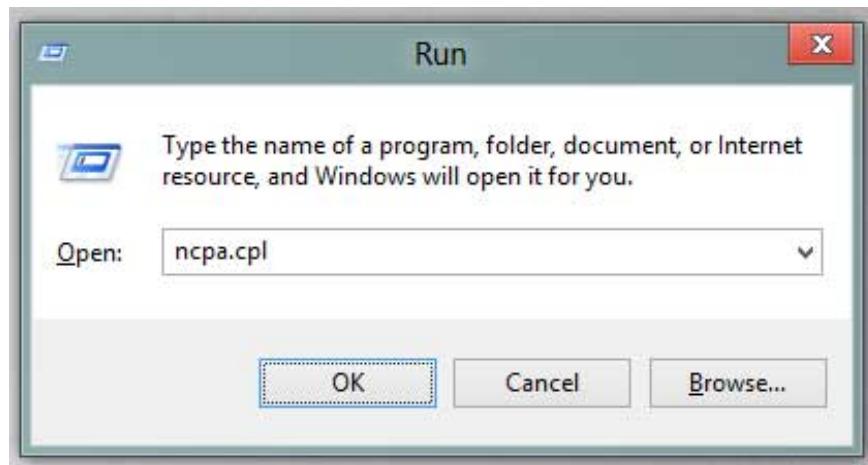 Run
Type the name of a program, folder, document, or Internet
resource, and Windows will open it for you.
Open: ncpa.cpl
OK Cancel Browse...